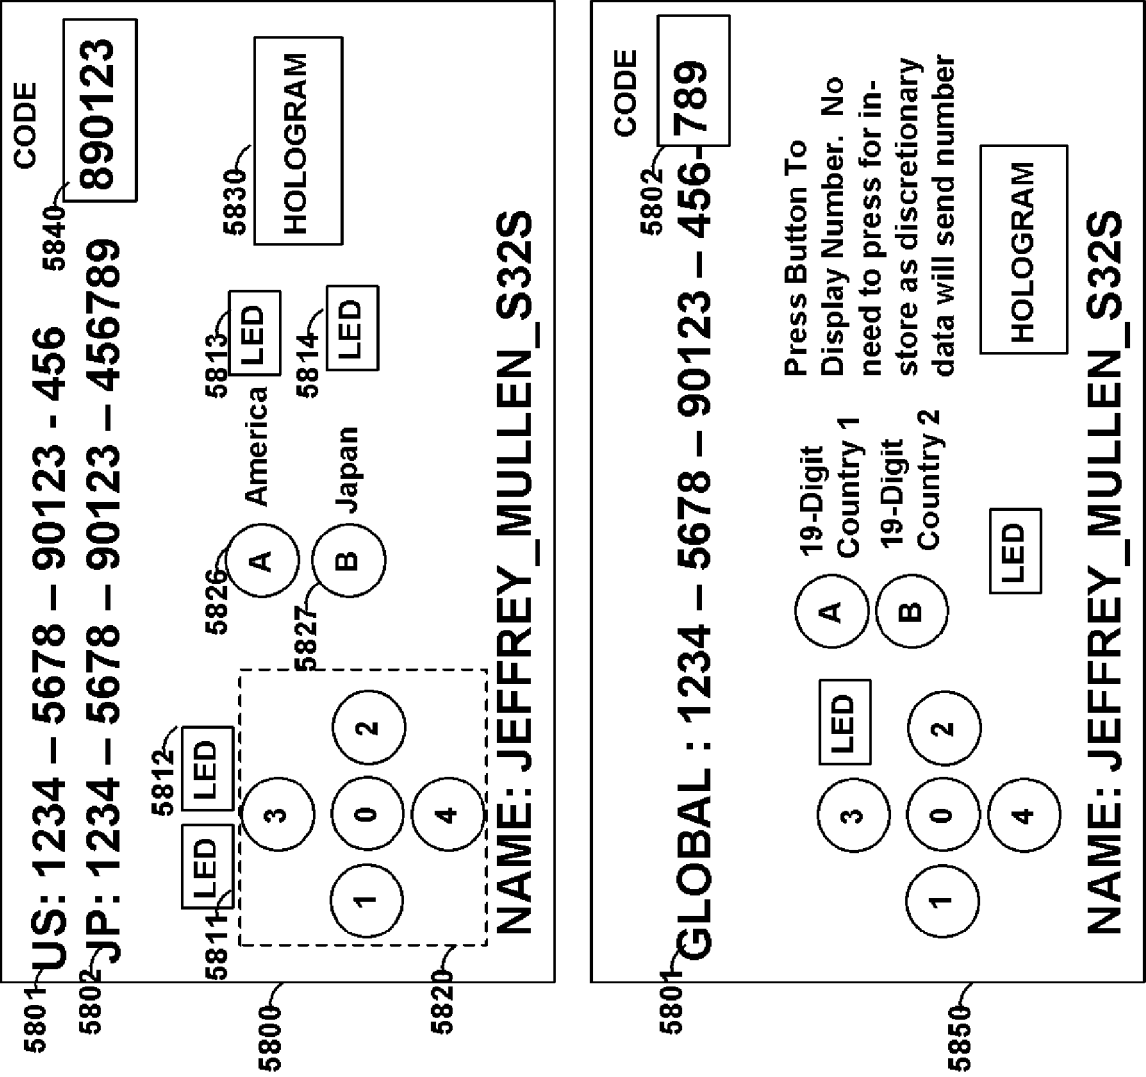 CODE
5840
890123
5801
US: 1234 – 5678 – 90123 - 456
5802
JP: 1234 – 5678 – 90123 – 456789
5811
LED
5812
LED
5826
A
America
5813
LED
5830
HOLOGRAM
5827
B
Japan
5814
LED
3
1
0
2
4
5820
5800
NAME: JEFFREY_MULLEN_S32S
CODE
5802
5801
GLOBAL : 1234 – 5678 – 90123 – 456-
789
Press Button To
Display Number. No
need to press for in-
store as discretionary
data will send number
A
19-Digit
Country 1
B
19-Digit
Country 2
LED
3
1
0
2
4
LED
HOLOGRAM
5850
NAME: JEFFREY_MULLEN_S32S